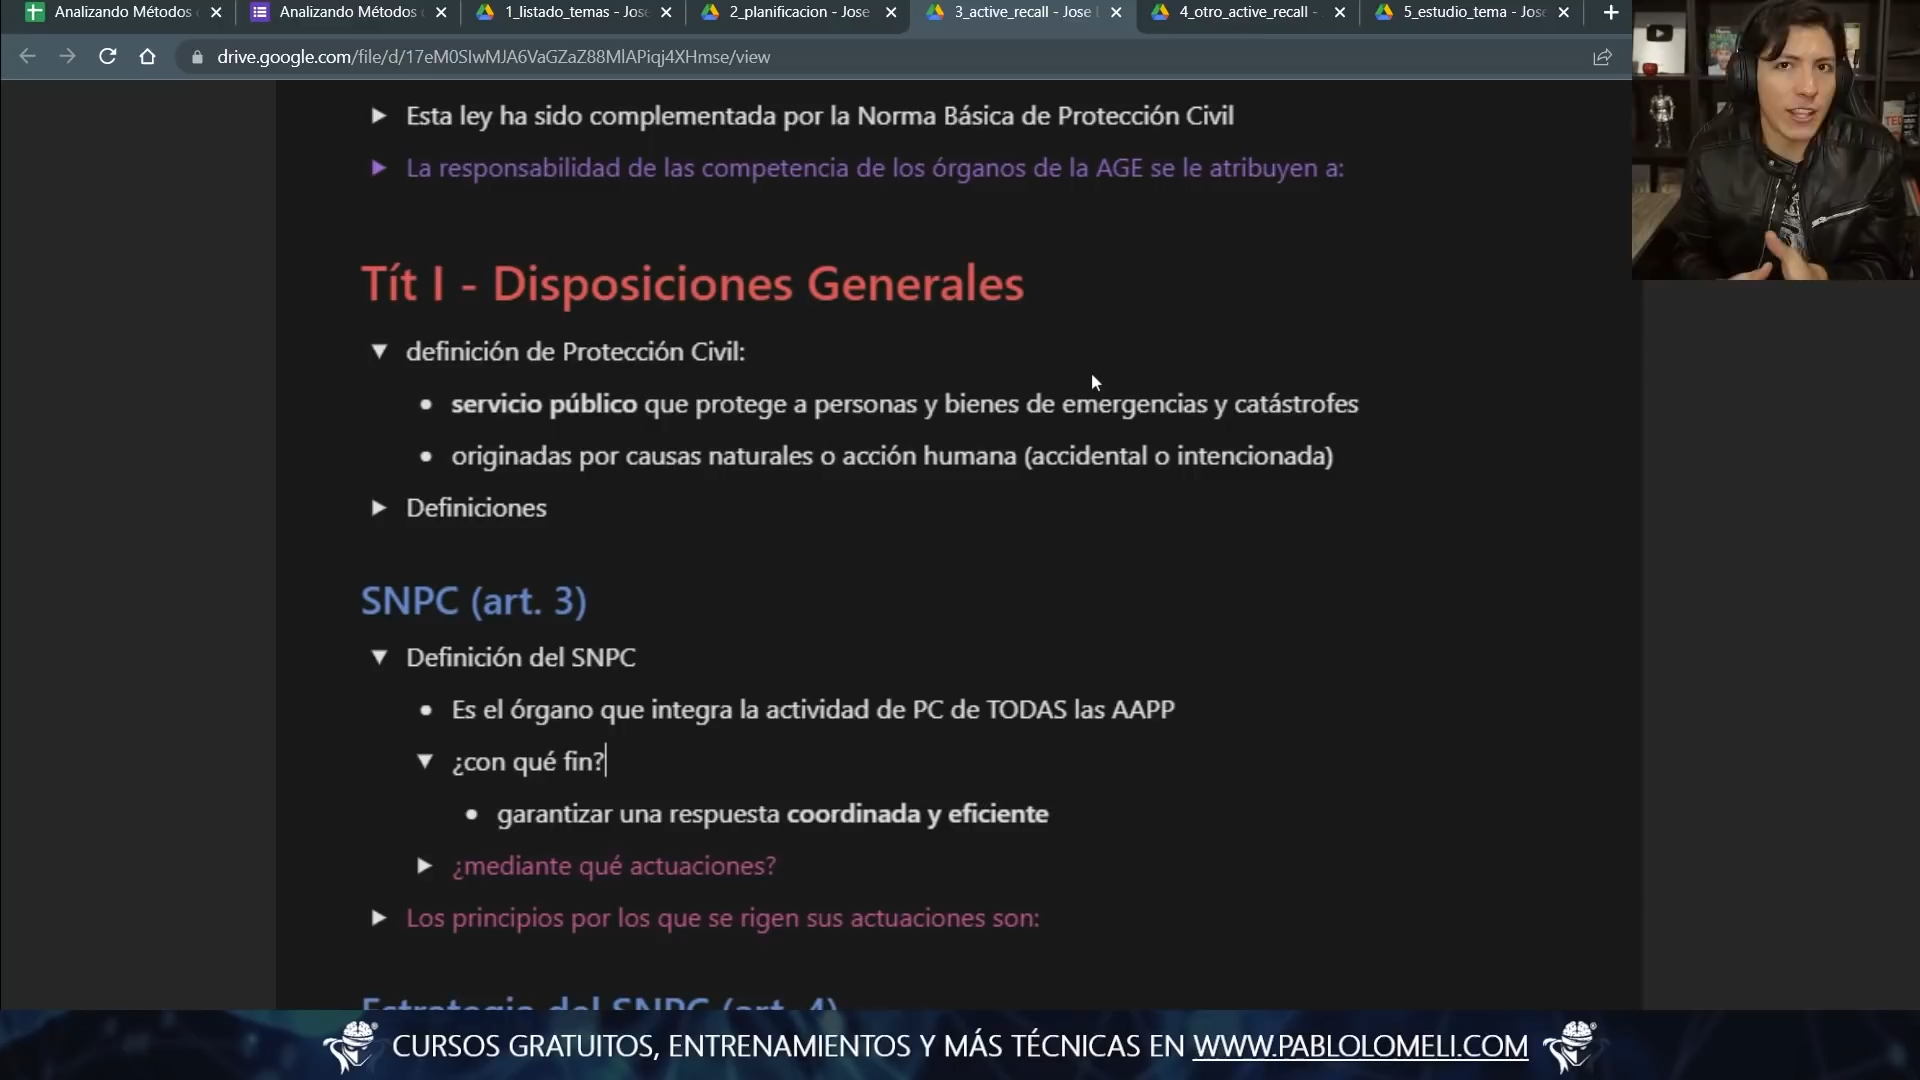 Analizando Métodos
Analizando Métodos
1_listado_temas - Jose
2_planificacion - Jose
3_active_recall - Jose
4_otro_active_recall -
5_estudio_tema - Jose
drive.google.com/file/d/17eM0SIwMJA6VaGZaZ88MlAPiqj4XHmse/view
Esta ley ha sido complementada por la Norma Básica de Protección Civil
La responsabilidad de las competencia de los órganos de la AGE se le atribuyen a:
Tít I - Disposiciones Generales
definición de Protección Civil:
servicio público que protege a personas y bienes de emergencias y catástrofes
originadas por causas naturales o acción humana (accidental o intencionada)
Definiciones
SNPC (art. 3)
Definición del SNPC
Es el órgano que integra la actividad de PC de TODAS las AAPP
¿con qué fin?
garantizar una respuesta coordinada y eficiente
¿mediante qué actuaciones?
Los principios por los que se rigen sus actuaciones son:
Estrategia del SNPC (art. 4)
CURSOS GRATUITOS, ENTRENAMIENTOS Y MÁS TÉCNICAS EN WWW.PABLOLOMELI.COM